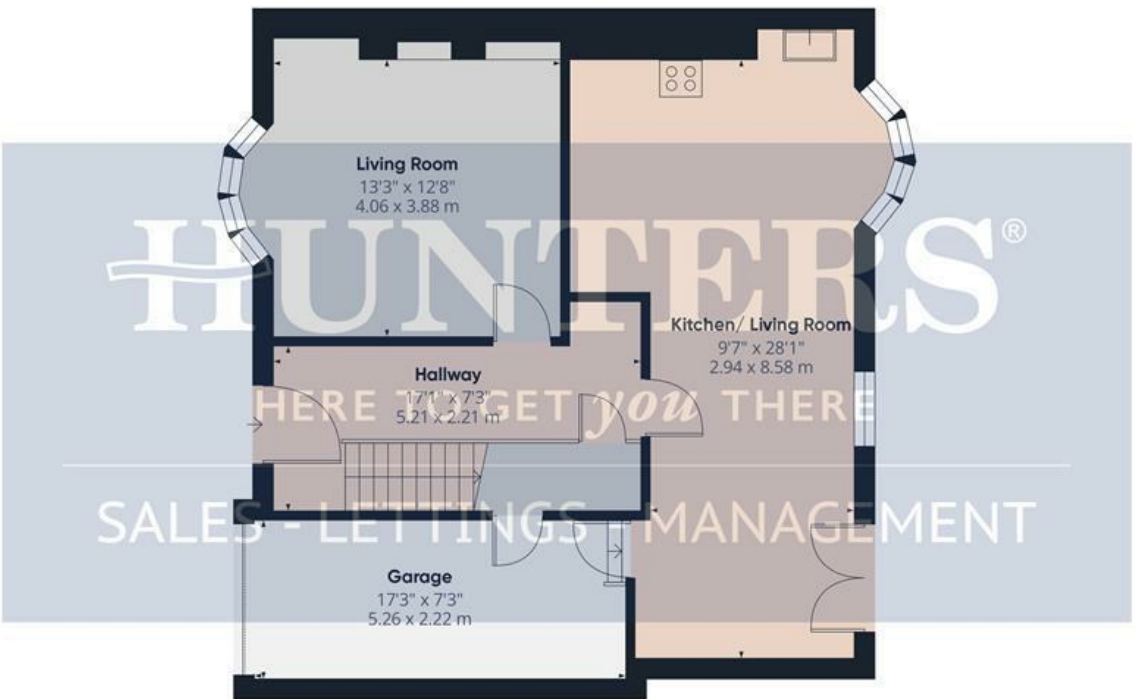 Living Room
13'3" x 12'8"
4.06 x 3.88 m
HUNTERS®
Kitchen/ Living Room
9'7" x 28'1"
2.94 x 8.58 m
Hallway
17'1" x 7'3"
5.21 x 2.21 m
HERE TO GET you THERE
SALES - LETTINGS - MANAGEMENT
Garage
17'3" x 7'3"
5.26 x 2.22 m